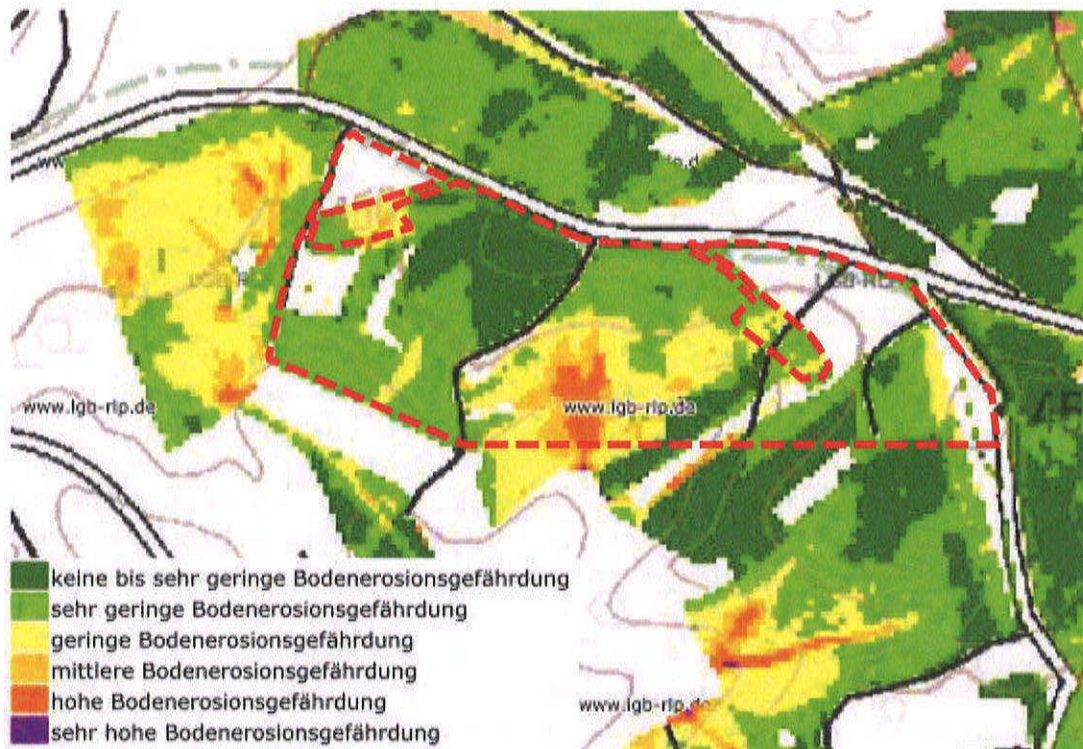 www.lgb-rlp.de
www.lgb-rlp.de
keine bis sehr geringe Bodenerosionsgefährdung
sehr geringe Bodenerosionsgefährdung
geringe Bodenerosionsgefährdung
mittlere Bodenerosionsgefährdung
hohe Bodenerosionsgefährdung
www.lgb-rlp.de
sehr hohe Bodenerosionsgefährdung